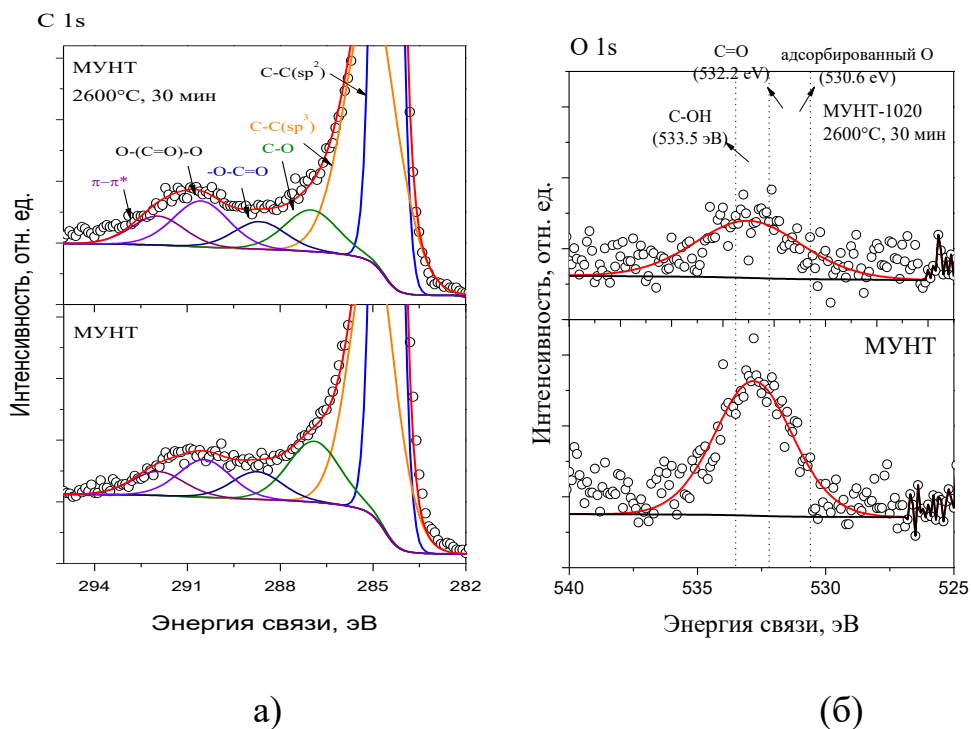 C 1s
МУНТ
2600°C, 30 мин
C-C(sp²)
C-C(sp³)
C-O
O-(C=O)-O
-O-C=O
π–π*
МУНТ
Интенсивность, отн. ед.
294 291 288 285 282
Энергия связи, эВ
а)
O 1s
C=O
(532.2 eV)
адсорбированный O
(530.6 eV)
C-OH
(533.5 эВ)
МУНТ-1020
2600°C, 30 мин
МУНТ
Интенсивность, отн. ед.
540 535 530 525
Энергия связи, эВ
(б)